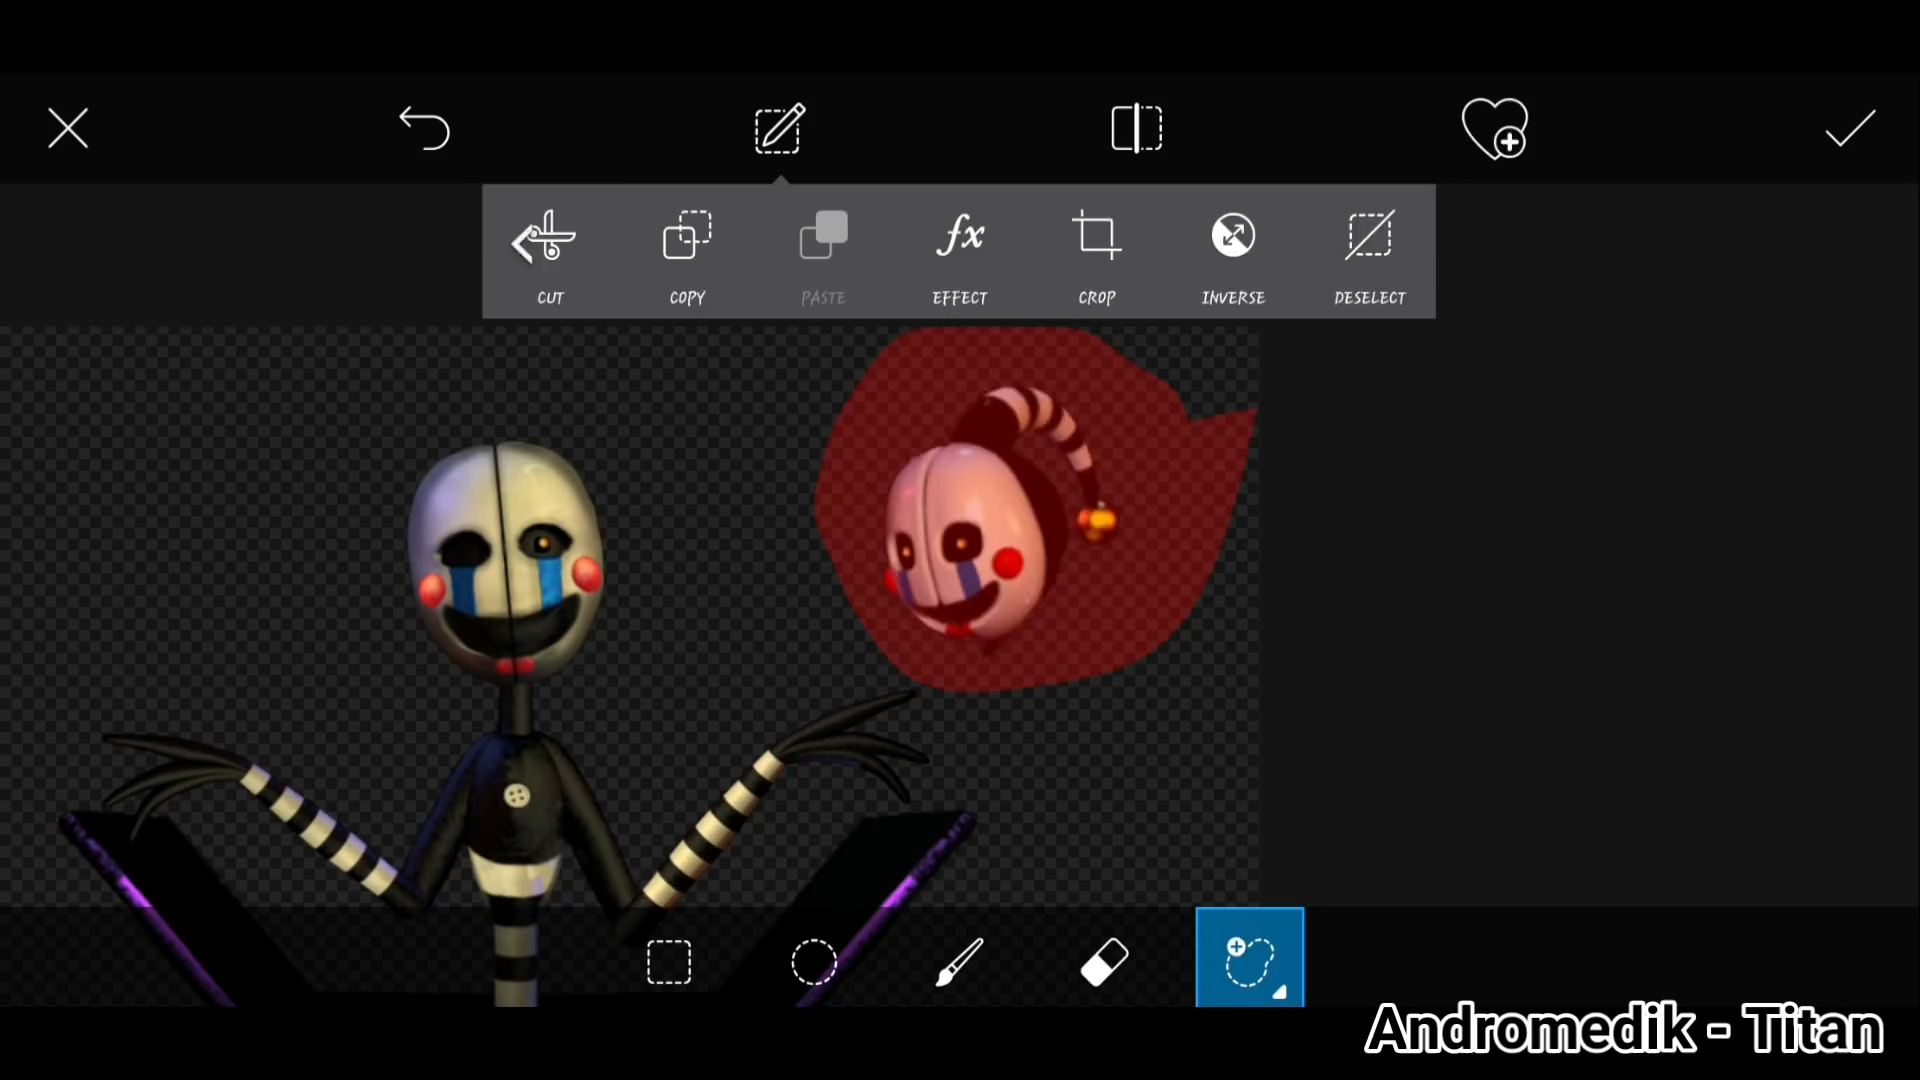 CUT
COPY
PASTE
EFFECT
CROP
INVERSE
DESELECT
Andromedik - Titan